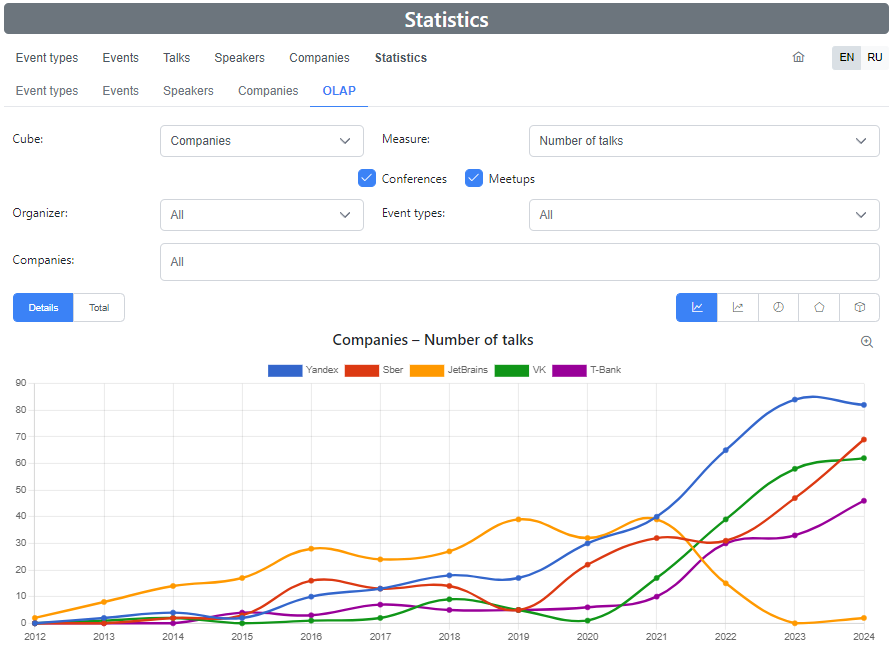 Statistics
Event types Events Talks Speakers Companies Statistics EN RU
Event types Events Speakers Companies OLAP
Cube: Companies Measure: Number of talks
Conferences Meetups
Organizer: All Event types: All
Companies: All
Details Total
Companies – Number of talks
Yandex Sber JetBrains VK T-Bank
90
80
70
60
50
40
30
20
10
0
2012 2013 2014 2015 2016 2017 2018 2019 2020 2021 2022 2023 2024